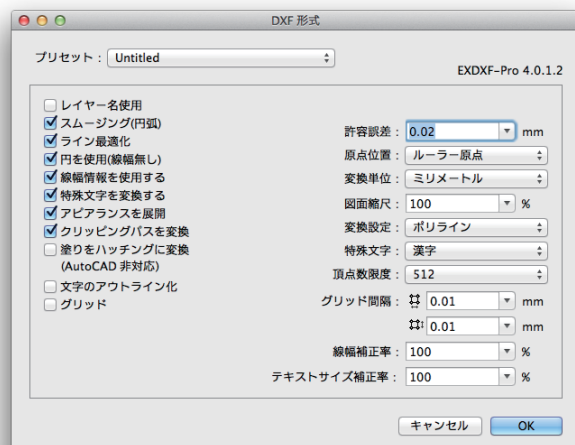 DXF 形式
プリセット： Untitled
EXDXF-Pro 4.0.1.2
レイヤー名使用
スムージング(円弧)
ライン最適化
円を使用(線幅無し)
線幅情報を使用する
特殊文字を変換する
アピアランスを展開
クリッピングパスを変換
塗りをハッチングに変換
(AutoCAD 非対応)
文字のアウトライン化
グリッド
許容誤差： 0.02 mm
原点位置： ルーラー原点
変換単位： ミリメートル
図面縮尺： 100 %
変換設定： ポリライン
特殊文字： 漢字
頂点数限度： 512
グリッド間隔： 0.01 mm
0.01 mm
線幅補正率： 100 %
テキストサイズ補正率： 100 %
キャンセル OK